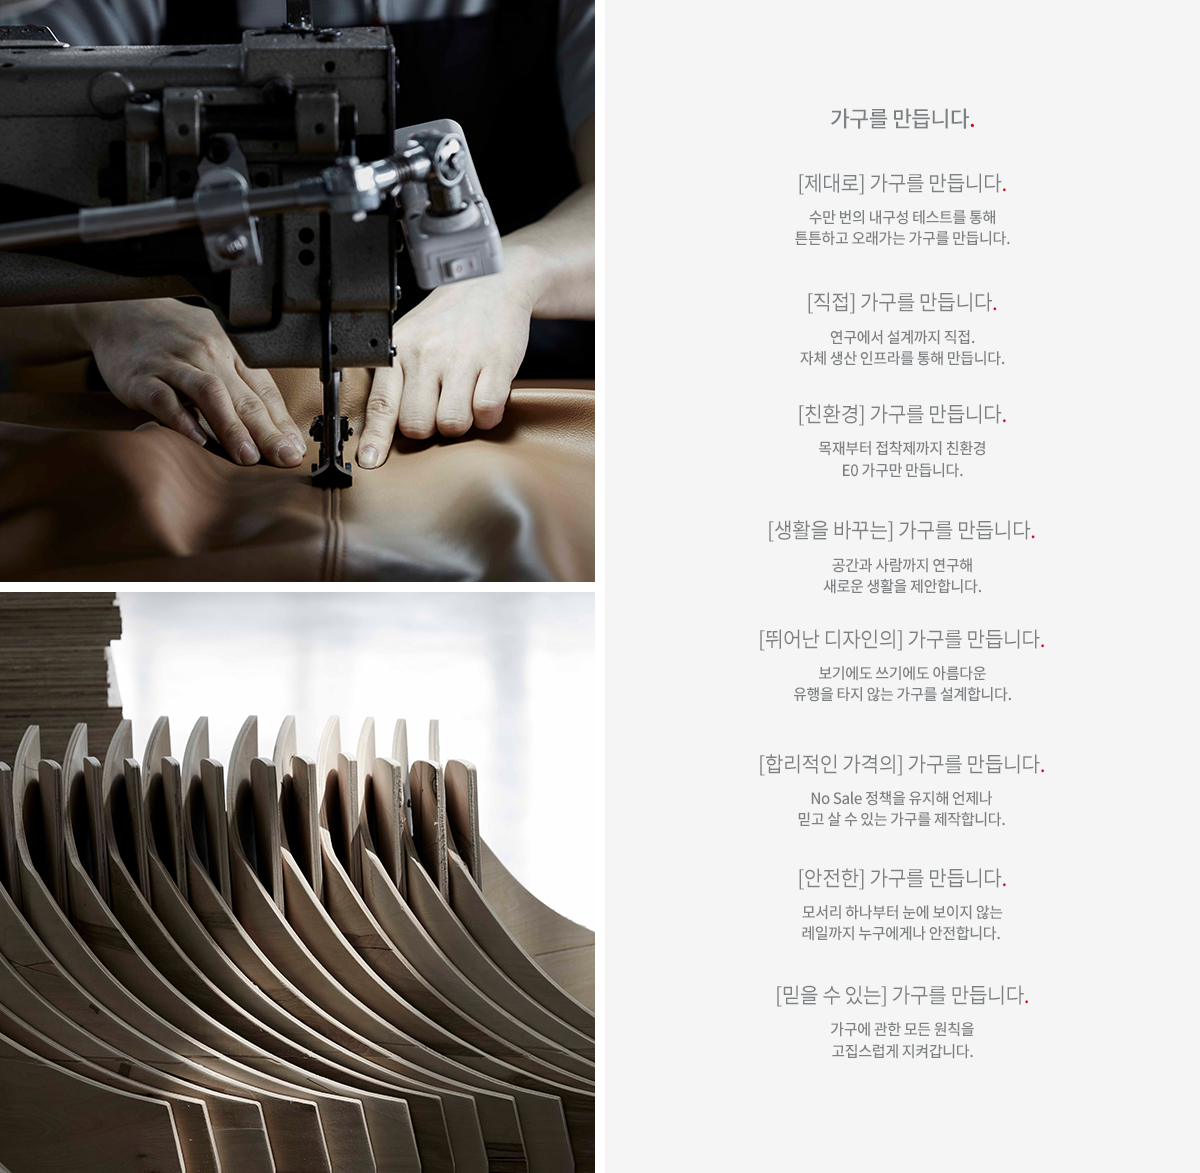 가구를 만듭니다.
[제대로] 가구를 만듭니다.
수만 번의 내구성 테스트를 통해
튼튼하고 오래가는 가구를 만듭니다.
[직접] 가구를 만듭니다.
연구에서 설계까지 직접.
자체 생산 인프라를 통해 만듭니다.
[친환경] 가구를 만듭니다.
목재부터 접착제까지 친환경
E0 가구만 만듭니다.
[생활을 바꾸는] 가구를 만듭니다.
공간과 사람까지 연구해
새로운 생활을 제안합니다.
[뛰어난 디자인의] 가구를 만듭니다.
보기에도 쓰기에도 아름다운
유행을 타지 않는 가구를 설계합니다.
[합리적인 가격의] 가구를 만듭니다.
No Sale 정책을 유지해 언제나
믿고 살 수 있는 가구를 제작합니다.
[안전한] 가구를 만듭니다.
모서리 하나부터 눈에 보이지 않는
레일까지 누구에게나 안전합니다.
[믿을 수 있는] 가구를 만듭니다.
가구에 관한 모든 원칙을
고집스럽게 지켜갑니다.